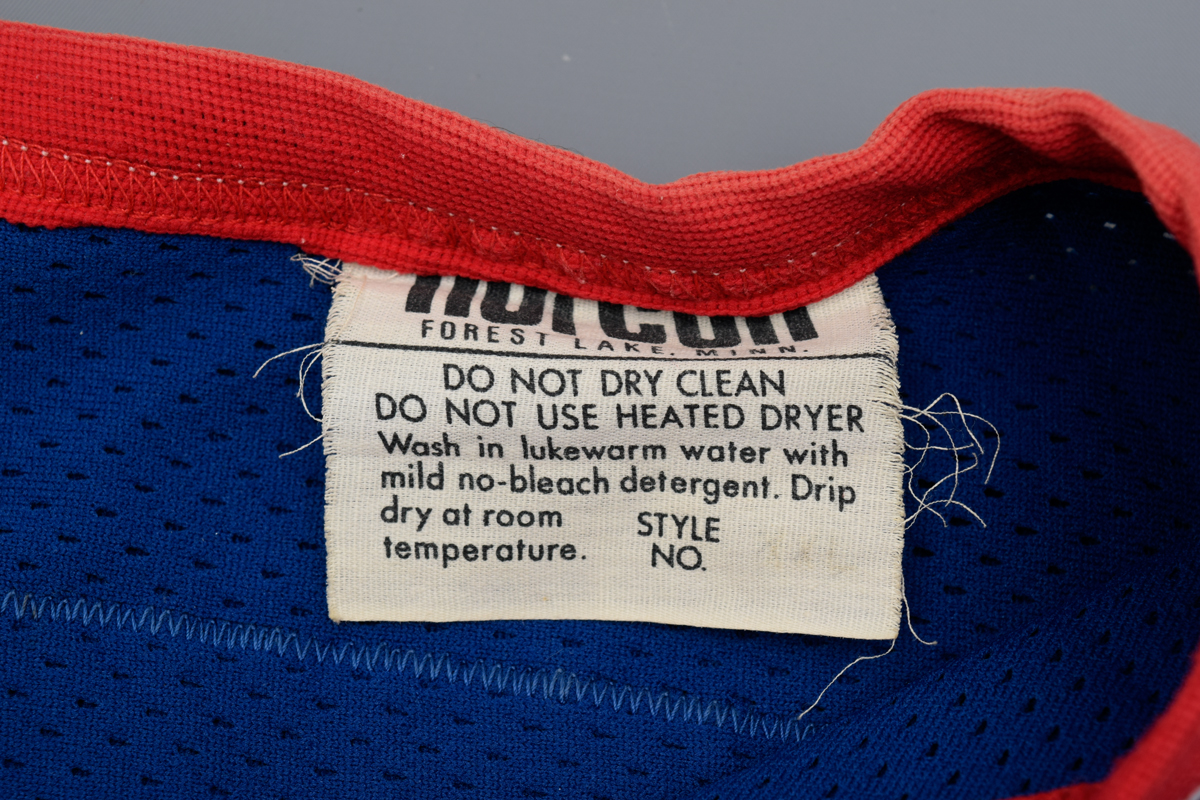 norcon
FOREST LAKE, MINN.
DO NOT DRY CLEAN
DO NOT USE HEATED DRYER
Wash in lukewarm water with
mild no-bleach detergent. Drip
dry at room
temperature.
STYLE
NO.